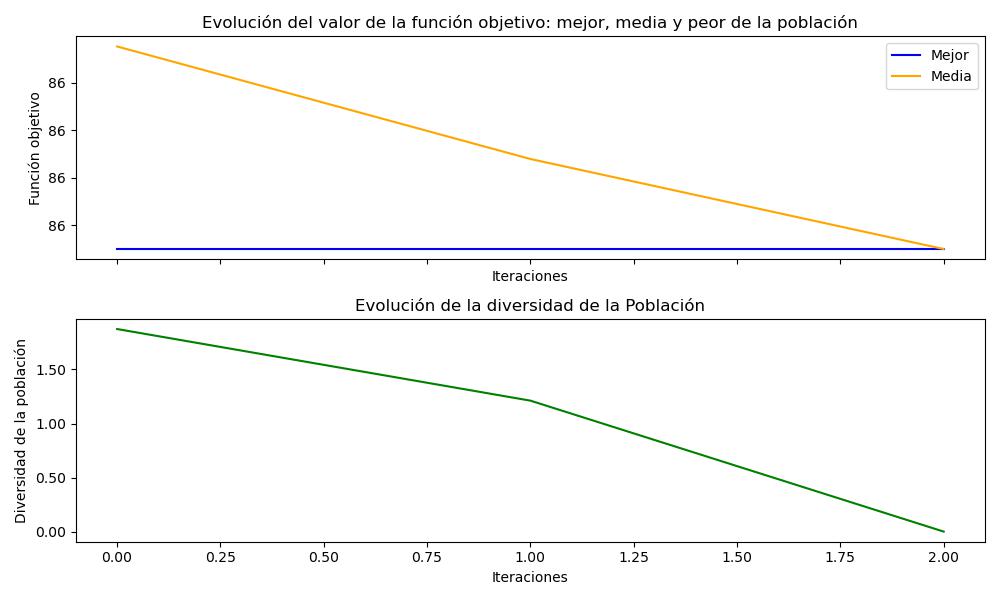 Evolución del valor de la función objetivo: mejor, media y peor de la población
Mejor
Media
86
86
86
86
Función objetivo
Iteraciones
Evolución de la diversidad de la Población
1.50
1.00
0.50
0.00
Diversidad de la población
0.00 0.25 0.50 0.75 1.00 1.25 1.50 1.75 2.00
Iteraciones